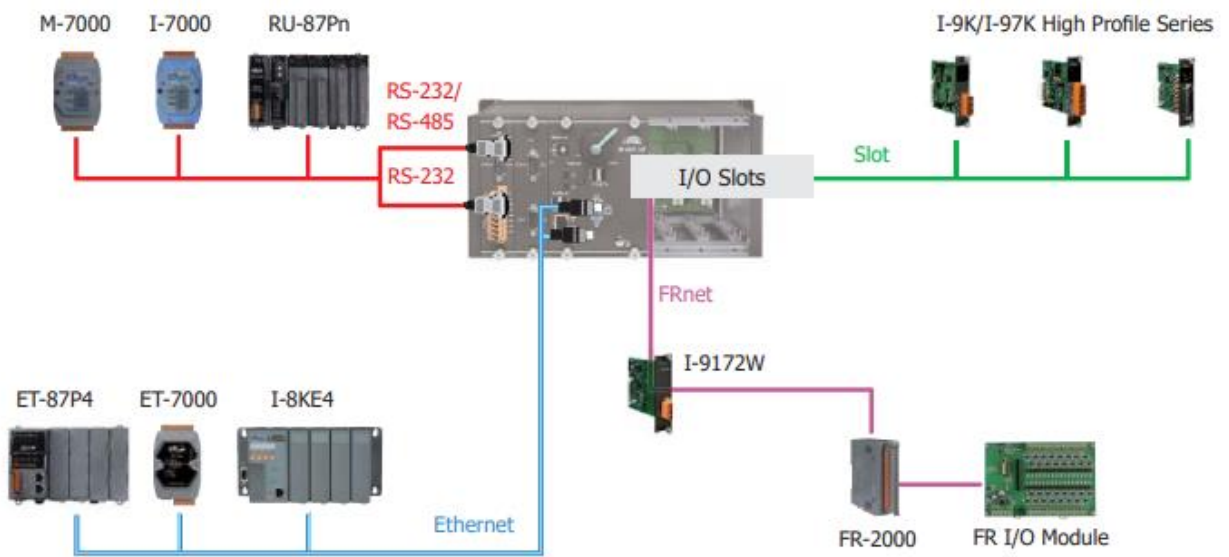 M-7000 I-7000 RU-87Pn
I-9K/I-97K High Profile Series
RS-232/
RS-485
RS-232
I/O Slots
Slot
FRnet
I-9172W
ET-87P4 ET-7000 I-8KE4
Ethernet
FR-2000
FR I/O Module